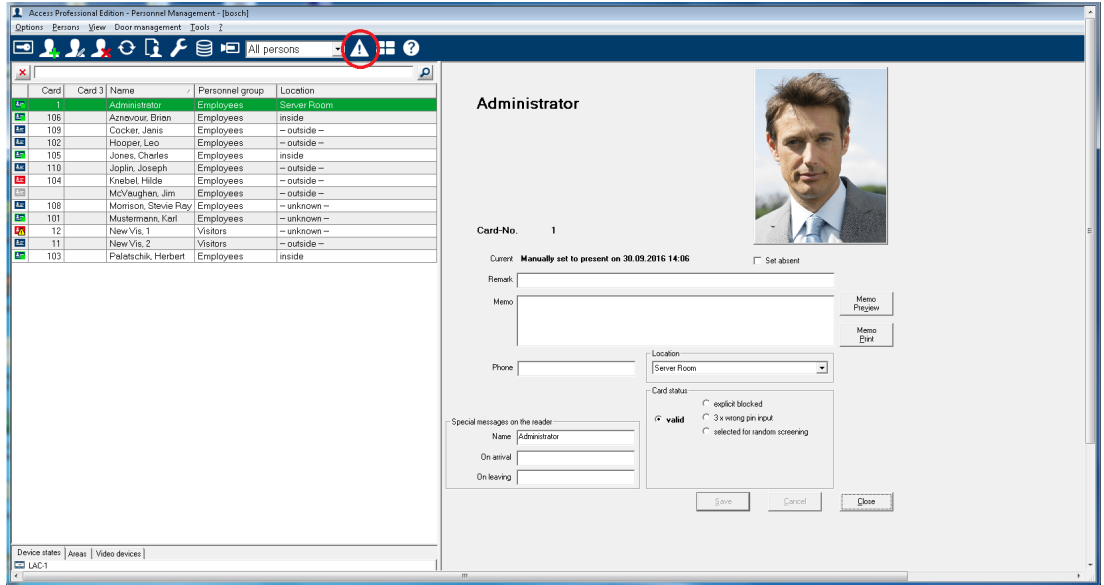 Access Professional Edition - Personnel Management - [bosch]
Options Persons View Door management Tools ?
All persons
Card Card 3 Name Personnel group Location
1 Administrator Employees Server Room
106 Aznavour, Brian Employees inside
109 Cocker, Janis Employees – outside –
102 Hooper, Leo Employees – outside –
105 Jones, Charles Employees inside
110 Joplin, Joseph Employees – outside –
104 Knebel, Hilde Employees – outside –
McVaughan, Jim Employees – outside –
108 Morrison, Stevie Ray Employees – unknown –
101 Mustermann, Karl Employees – unknown –
12 New Vis, 1 Visitors – unknown –
11 New Vis, 2 Visitors – outside –
103 Palatschik, Herbert Employees inside
Device states Areas Video devices
LAC-1
Administrator
Card-No. 1
Current Manually set to present on 30.09.2016 14:06
Set absent
Remark
Memo
Memo Preview
Memo Print
Phone
Location
Server Room
Card status
valid
explicit blocked
3 x wrong pin input
selected for random screening
Special messages on the reader
Name Administrator
On arrival
On leaving
Save Cancel Close